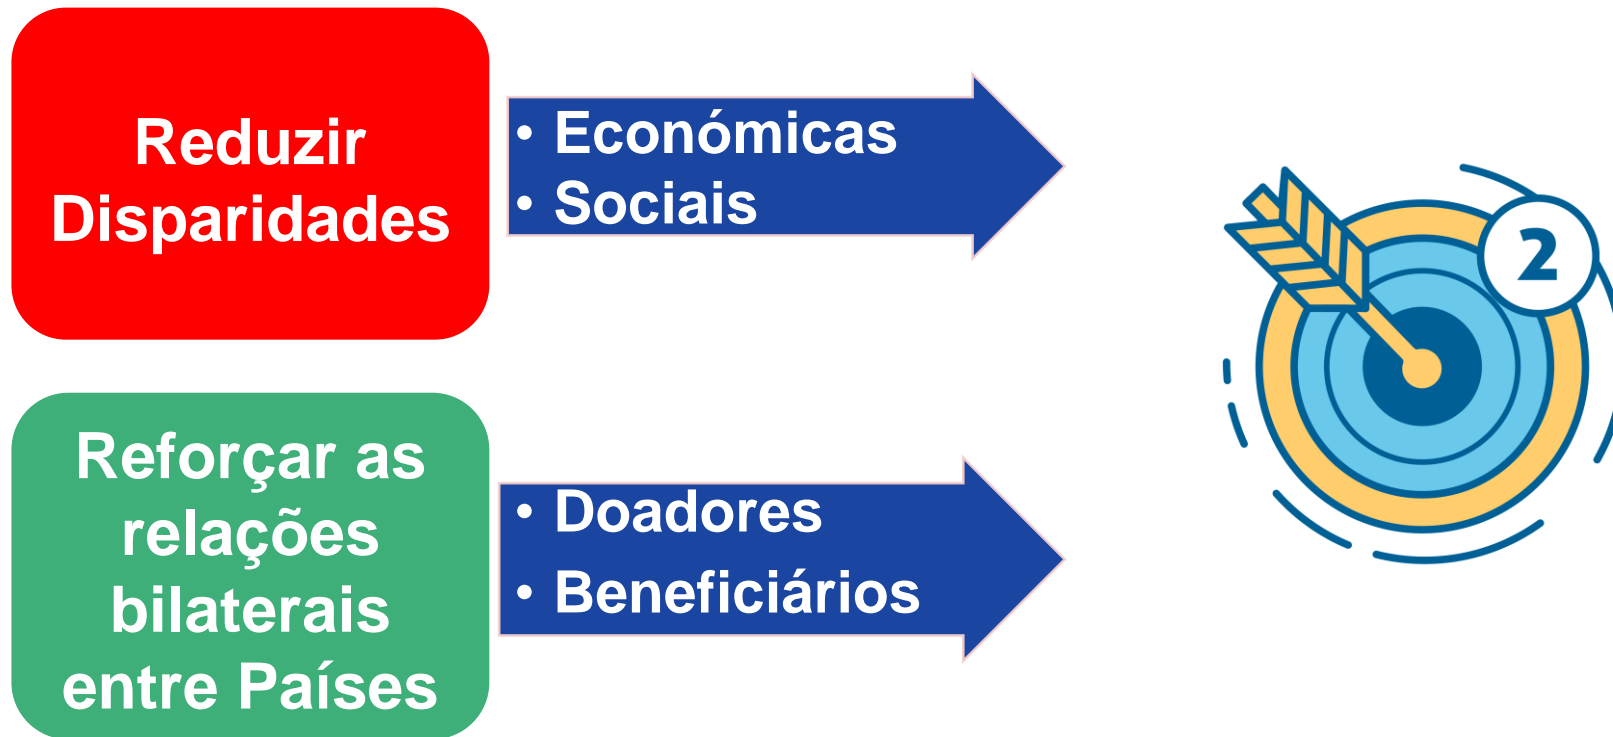 Reduzir
Disparidades
• Económicas
• Sociais
2
Reforçar as
relações
bilaterais
entre Países
• Doadores
• Beneficiários